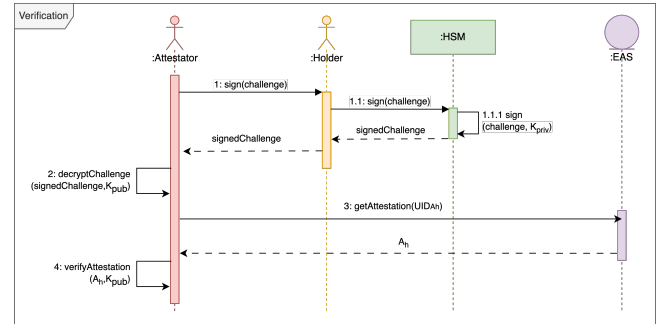 Verification
:Attestator
:Holder
:HSM
:EAS
1: sign(challenge)
1.1: sign(challenge)
1.1.1 sign
(challenge, Kpriv)
signedChallenge
signedChallenge
2: decryptChallenge
(signedChallenge,Kpub)
3: getAttestation(UIDAh)
Ah
4: verifyAttestation
(Ah,Kpub)